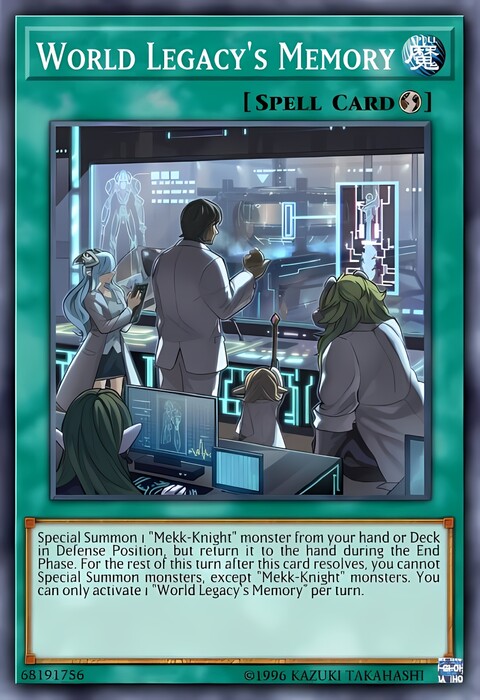 World Legacy's Memory
魔
[Spell Card]
Special Summon 1 "Mekk-Knight" monster from your hand or Deck
in Defense Position, but return it to the hand during the End
Phase. For the rest of this turn after this card resolves, you cannot
Special Summon monsters, except "Mekk-Knight" monsters. You
can only activate 1 "World Legacy's Memory" per turn.
68191756
©1996 KAZUKI TAKAHASHI